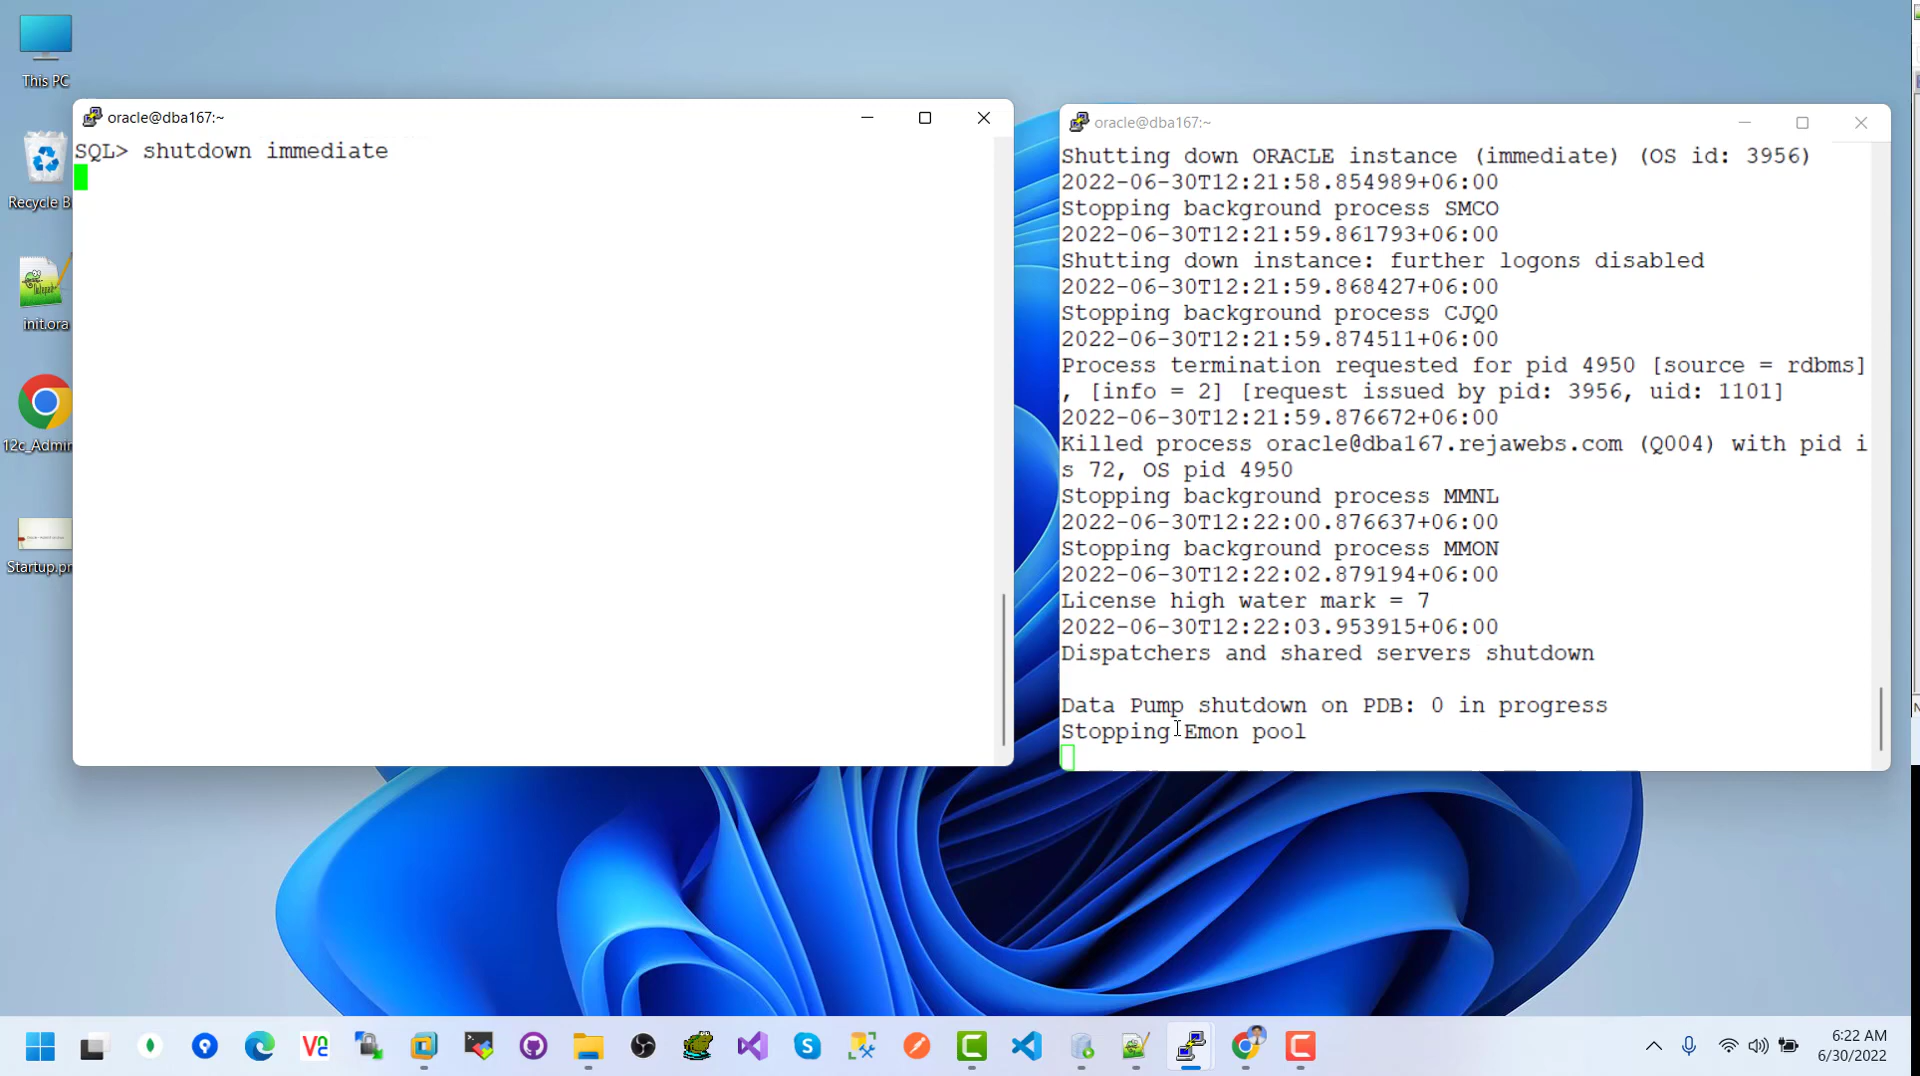 This PC
Recycle B
init.ora
12c_Admin
Startup.pr
oracle@dba167:~
SQL> shutdown immediate
oracle@dba167:~
Shutting down ORACLE instance (immediate) (OS id: 3956)
2022-06-30T12:21:58.854989+06:00
Stopping background process SMCO
2022-06-30T12:21:59.861793+06:00
Shutting down instance: further logons disabled
2022-06-30T12:21:59.868427+06:00
Stopping background process CJQ0
2022-06-30T12:21:59.874511+06:00
Process termination requested for pid 4950 [source = rdbms]
, [info = 2] [request issued by pid: 3956, uid: 1101]
2022-06-30T12:21:59.876672+06:00
Killed process oracle@dba167.rejawebs.com (Q004) with pid i
s 72, OS pid 4950
Stopping background process MMNL
2022-06-30T12:22:00.876637+06:00
Stopping background process MMON
2022-06-30T12:22:02.879194+06:00
License high water mark = 7
2022-06-30T12:22:03.953915+06:00
Dispatchers and shared servers shutdown
Data Pump shutdown on PDB: 0 in progress
Stopping Emon pool
6:22 AM
6/30/2022